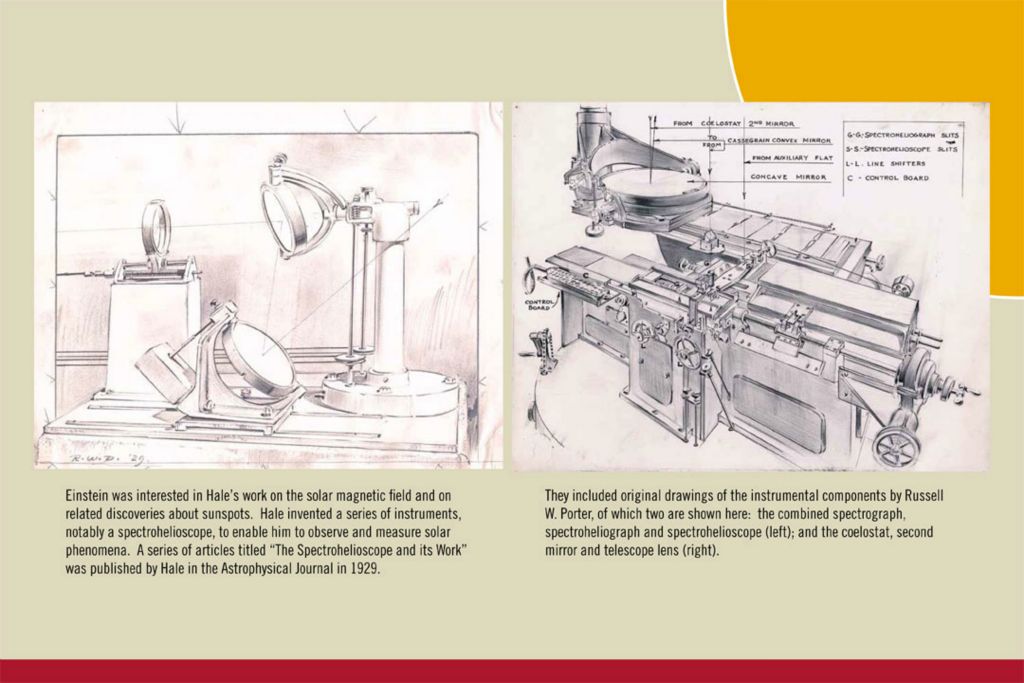 FROM COELOSTAT 2ND MIRROR
TO
FROM
CASSEGRAIN CONVEX MIRROR
FROM AUXILIARY FLAT
CONCAVE MIRROR
G-G-SPECTROHELIOGRAPH SLITS
S-S-SPECTROHELIOSCOPE SLITS
L-L. LINE SHIFTERS
C - CONTROL BOARD
C
CONTROL
BOARD
R.W.P. '29
Einstein was interested in Hale's work on the solar magnetic field and on
related discoveries about sunspots. Hale invented a series of instruments,
notably a spectrohelioscope, to enable him to observe and measure solar
phenomena. A series of articles titled “The Spectrohelioscope and its Work”
was published by Hale in the Astrophysical Journal in 1929.
They included original drawings of the instrumental components by Russell
W. Porter, of which two are shown here: the combined spectrograph,
spectroheliograph and spectrohelioscope (left); and the coelostat, second
mirror and telescope lens (right).